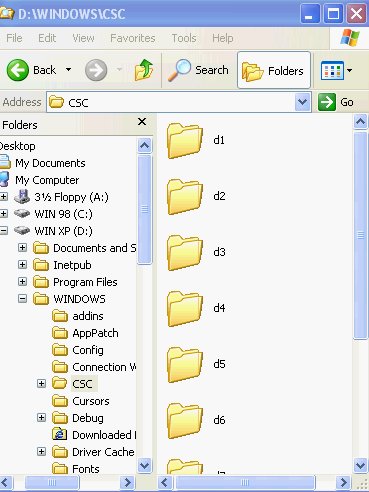 D:\WINDOWS\CSC
File Edit View Favorites Tools Help
Back Search Folders
Address CSC Go
Folders
Desktop
My Documents
My Computer
3½ Floppy (A:)
WIN 98 (C:)
WIN XP (D:)
Documents and S
Inetpub
Program Files
WINDOWS
addins
AppPatch
Config
Connection W
CSC
Cursors
Debug
Downloaded
Driver Cache
Fonts
d1
d2
d3
d4
d5
d6